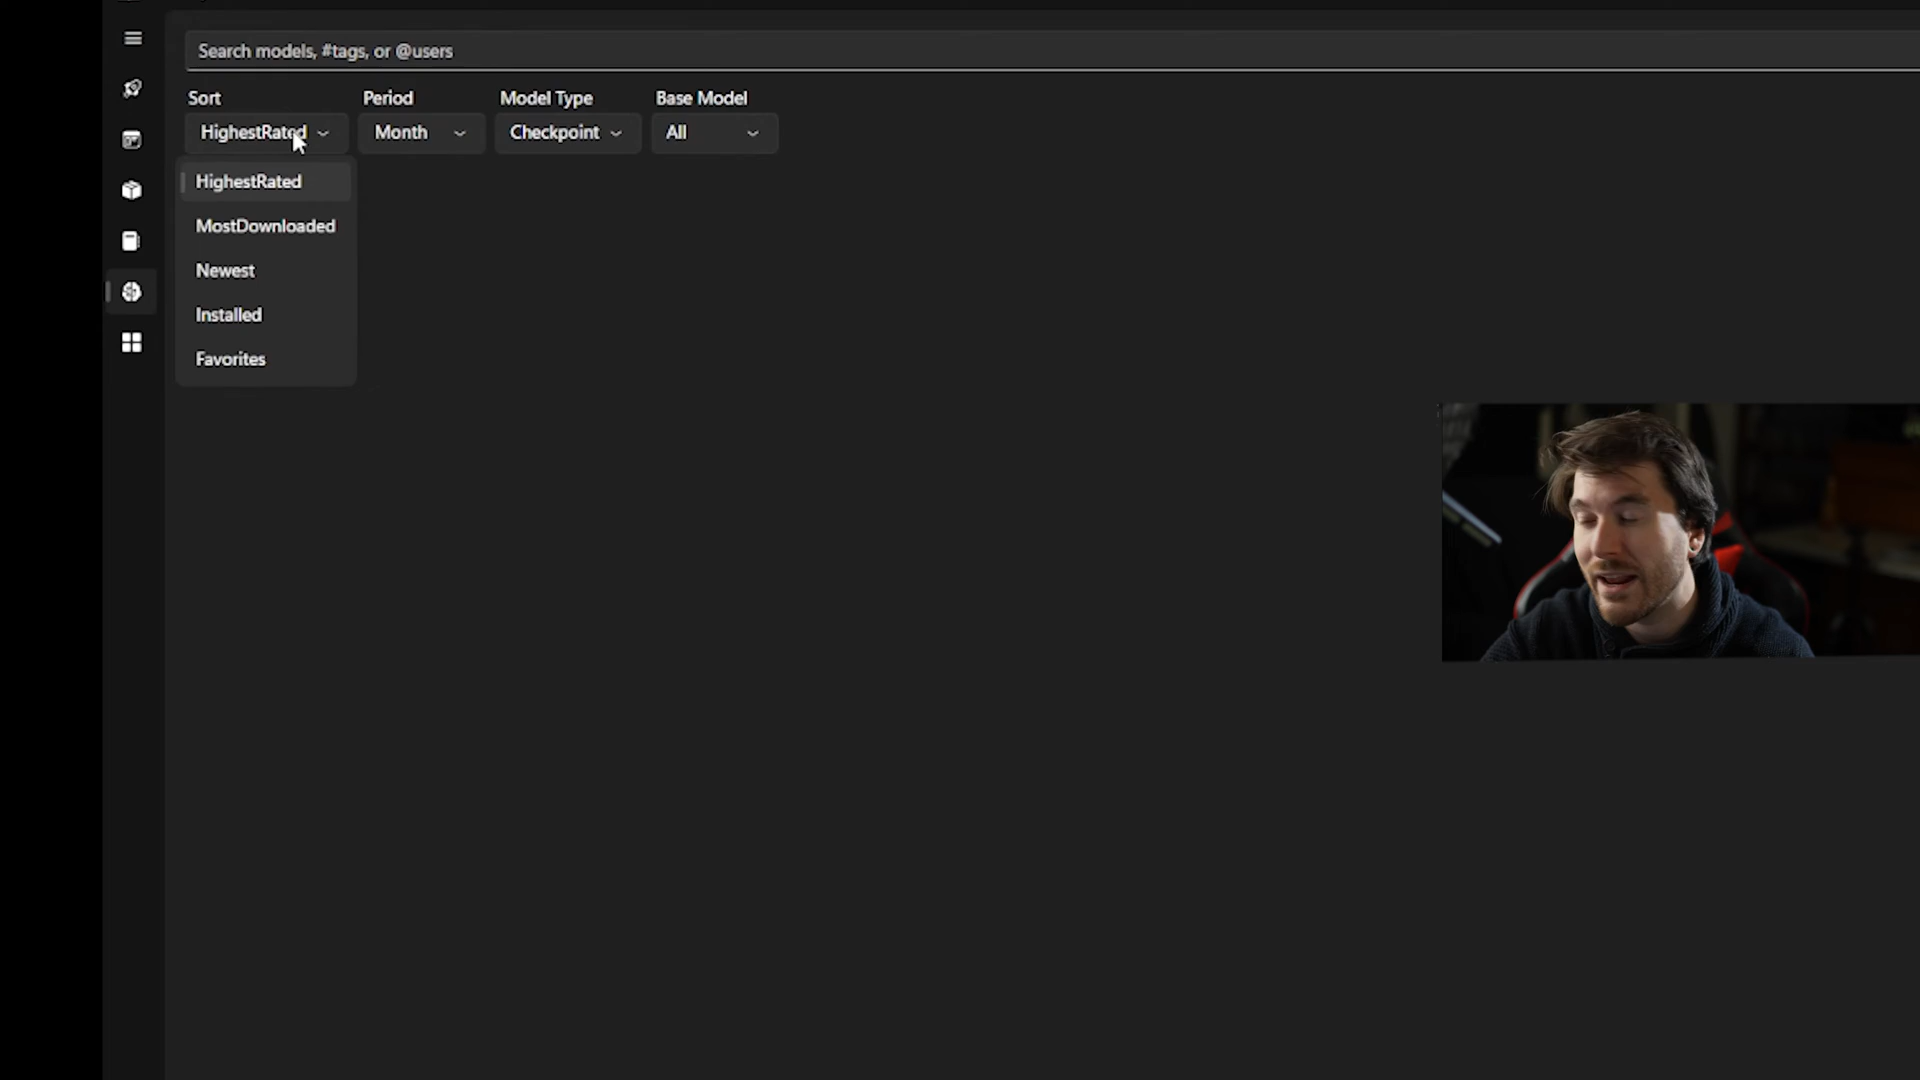 Search models, #tags, or @users
Sort Period Model Type Base Model
HighestRated Month Checkpoint All
HighestRated
MostDownloaded
Newest
Installed
Favorites